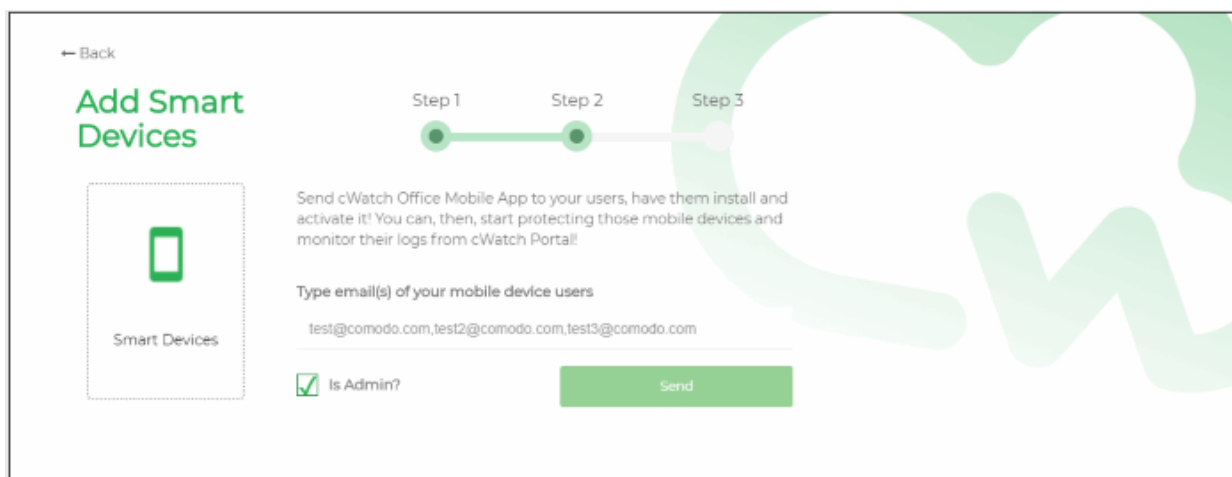 ← Back
Add Smart
Devices
Step 1 Step 2 Step 3
Send cWatch Office Mobile App to your users, have them install and
activate it! You can, then, start protecting those mobile devices and
monitor their logs from cWatch Portal!
Type email(s) of your mobile device users
test@comodo.com,test2@comodo.com,test3@comodo.com
Smart Devices
Is Admin?
Send